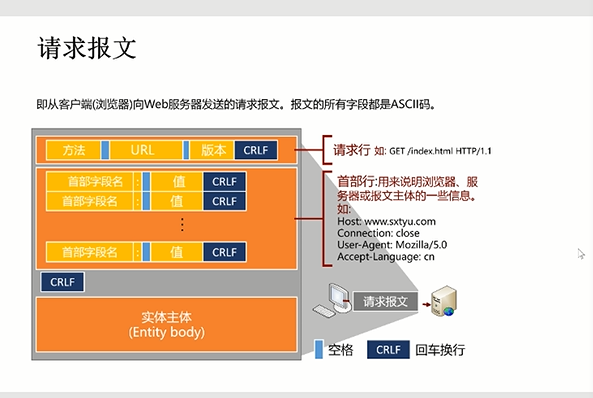 请求报文
即从客户端(浏览器)向Web服务器发送的请求报文。报文的所有字段都是ASCII码。
方法 URL 版本 CRLF
请求行 如: GET /index.html HTTP/1.1
首部字段名 : 值 CRLF
首部字段名 : 值 CRLF
⋮
首部字段名 : 值 CRLF
首部行:用来说明浏览器、服
务器或报文主体的一些信息。
如:
Host: www.sxtyu.com
Connection: close
User-Agent: Mozilla/5.0
Accept-Language: cn
CRLF
实体主体
(Entity body)
请求报文
空格 CRLF 回车换行